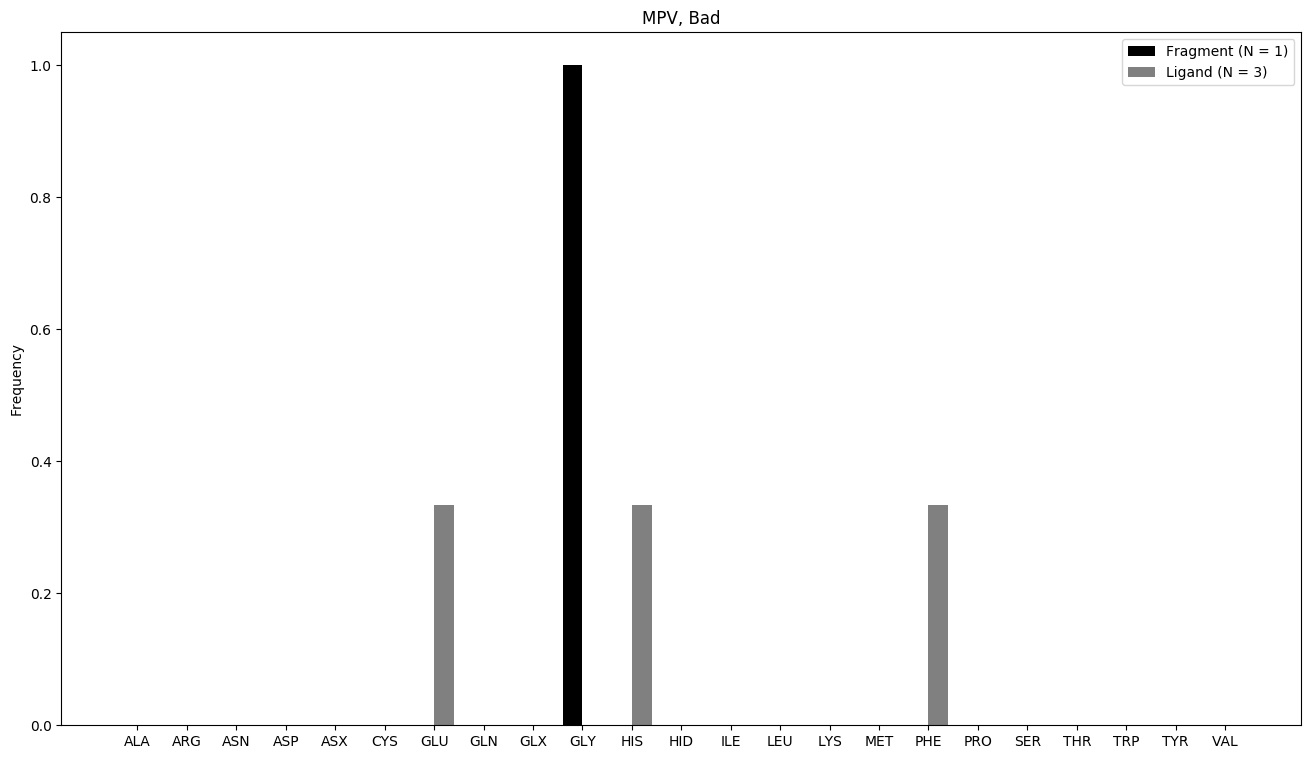 MPV, Bad
Fragment (N = 1)
Ligand (N = 3)
Frequency
1.0
0.8
0.6
0.4
0.2
0.0
ALA ARG ASN ASP ASX CYS GLU GLN GLX GLY HIS HID ILE LEU LYS MET PHE PRO SER THR TRP TYR VAL